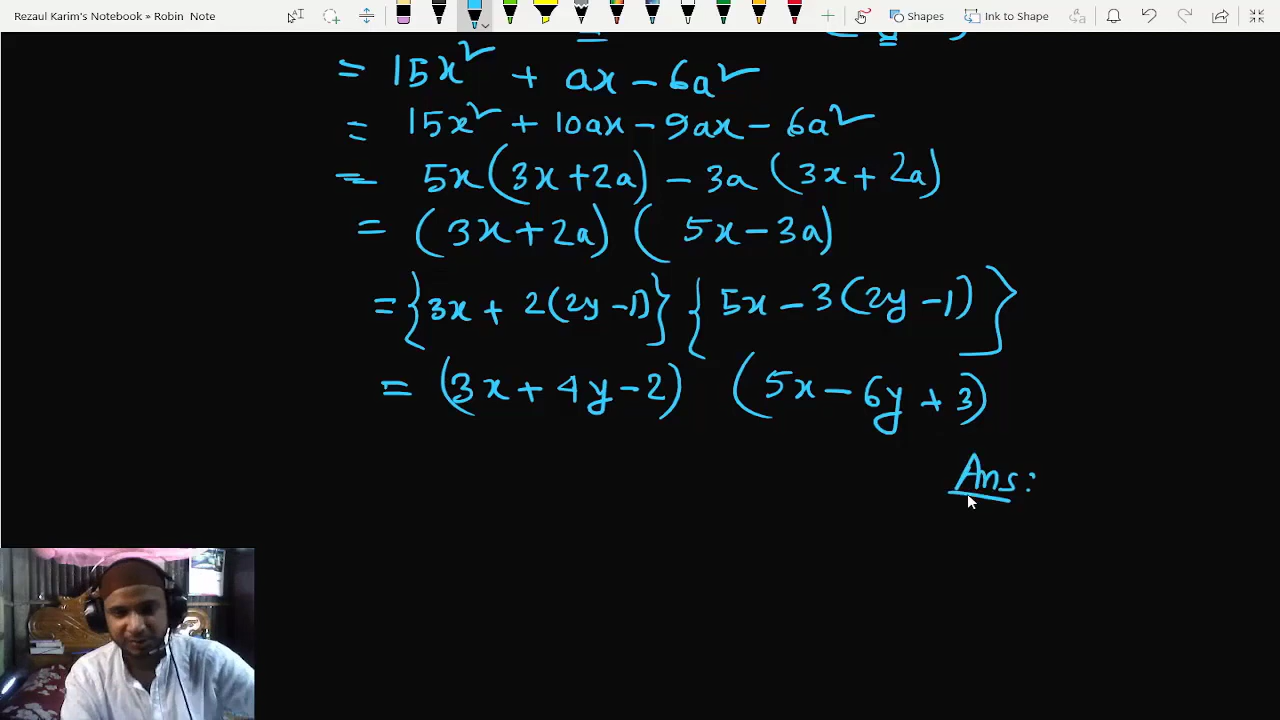 Rezaul Karim's Notebook » Robin Note
Shapes
Ink to Shape
= 15x² + ax - 6a²
= 15x² + 10ax - 9ax - 6a²
= 5x(3x+2a) - 3a (3x+2a)
= (3x+2a) ( 5x-3a)
= {3x + 2(2y-1)} {5x - 3(2y-1)}
= (3x+4y-2) (5x-6y+3)
Ans: